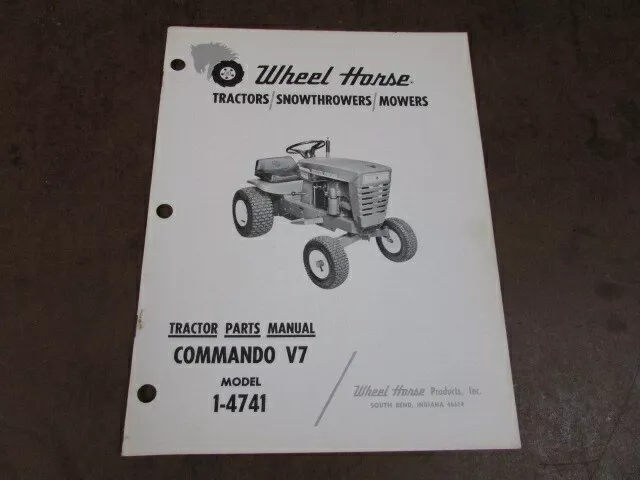 Wheel Horse
TRACTORS/SNOWTHROWERS/MOWERS
TRACTOR PARTS MANUAL
COMMANDO V7
MODEL
1-4741
Wheel Horse Products, Inc.
SOUTH BEND, INDIANA 46614